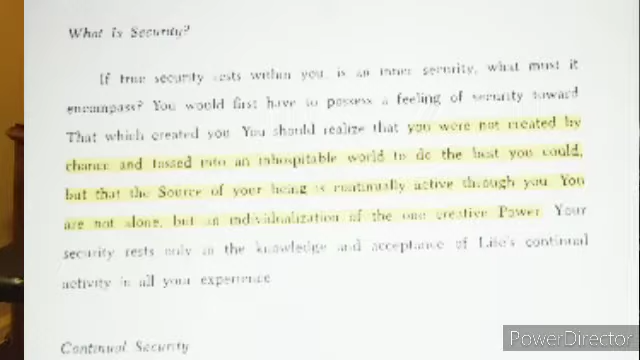 What Is Security?
If true security rests within you, is an inner security, what must it
encompass? You would first have to possess a feeling of security toward
That which created you. You should realize that you were not created by
chance and tossed into an inhospitable world to do the best you could,
but that the Source of your being is continually active through you. You
are not alone, but an individualization of the one creative Power. Your
security rests only in the knowledge and acceptance of Life's continual
activity in all your experience.
Continual Security
PowerDirector